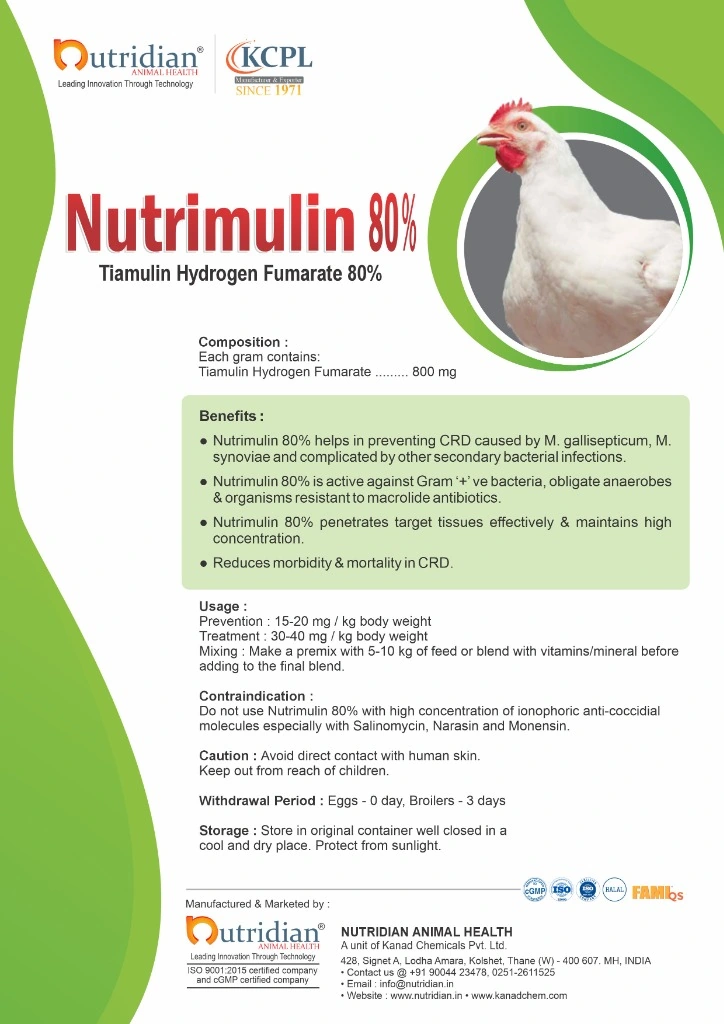 Nutridian®
ANIMAL HEALTH
Leading Innovation Through Technology
KCPL
Manufacturer & Exporter
SINCE 1971
Nutrimulin 80%
Tiamulin Hydrogen Fumarate 80%
Composition :
Each gram contains:
Tiamulin Hydrogen Fumarate ......... 800 mg
Benefits :
● Nutrimulin 80% helps in preventing CRD caused by M. gallisepticum, M.
synoviae and complicated by other secondary bacterial infections.
● Nutrimulin 80% is active against Gram ‘+’ ve bacteria, obligate anaerobes
& organisms resistant to macrolide antibiotics.
● Nutrimulin 80% penetrates target tissues effectively & maintains high
concentration.
● Reduces morbidity & mortality in CRD.
Usage :
Prevention : 15-20 mg / kg body weight
Treatment : 30-40 mg / kg body weight
Mixing : Make a premix with 5-10 kg of feed or blend with vitamins/mineral before
adding to the final blend.
Contraindication :
Do not use Nutrimulin 80% with high concentration of ionophoric anti-coccidial
molecules especially with Salinomycin, Narasin and Monensin.
Caution : Avoid direct contact with human skin.
Keep out from reach of children.
Withdrawal Period : Eggs - 0 day, Broilers - 3 days
Storage : Store in original container well closed in a
cool and dry place. Protect from sunlight.
cGMP
ISO
ISO
HALAL
FAMI QS
Manufactured & Marketed by :
Nutridian®
ANIMAL HEALTH
Leading Innovation Through Technology
ISO 9001:2015 certified company
and cGMP certified company
NUTRIDIAN ANIMAL HEALTH
A unit of Kanad Chemicals Pvt. Ltd.
428, Signet A, Lodha Amara, Kolshet, Thane (W) - 400 607. MH, INDIA
• Contact us @ +91 90044 23478, 0251-2611525
• Email : info@nutridian.in
• Website : www.nutridian.in • www.kanadchem.com